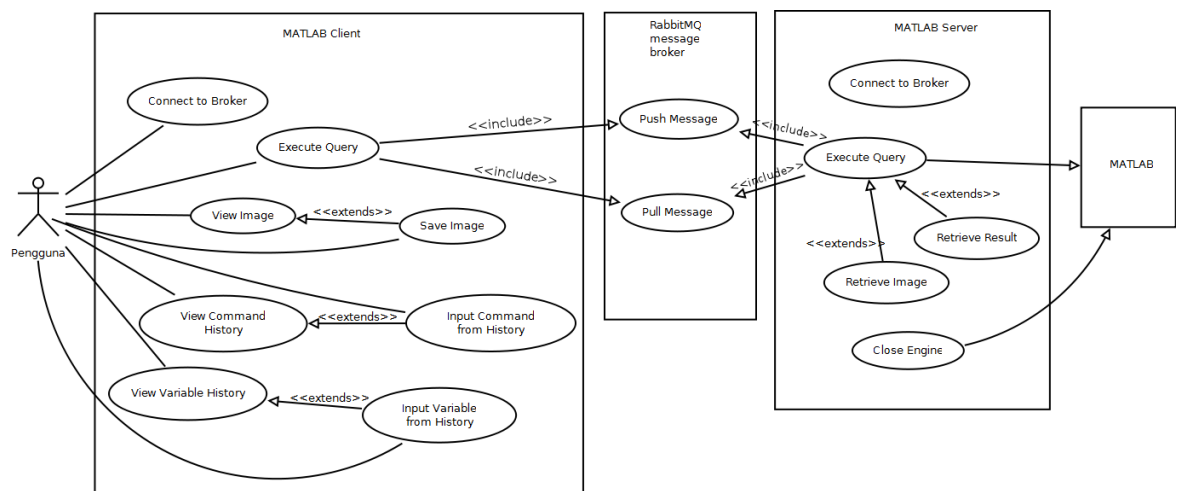 MATLAB Client
Connect to Broker
Execute Query
View Image
<<extends>>
Save Image
Pengguna
View Command
History
<<extends>>
Input Command
from History
View Variable History
<<extends>>
Input Variable
from History
<<include>>
<<include>>
RabbitMQ
message
broker
Push Message
Pull Message
<<include>>
<<include>>
MATLAB Server
Connect to Broker
Execute Query
<<extends>>
Retrieve Result
<<extends>>
Retrieve Image
Close Engine
MATLAB